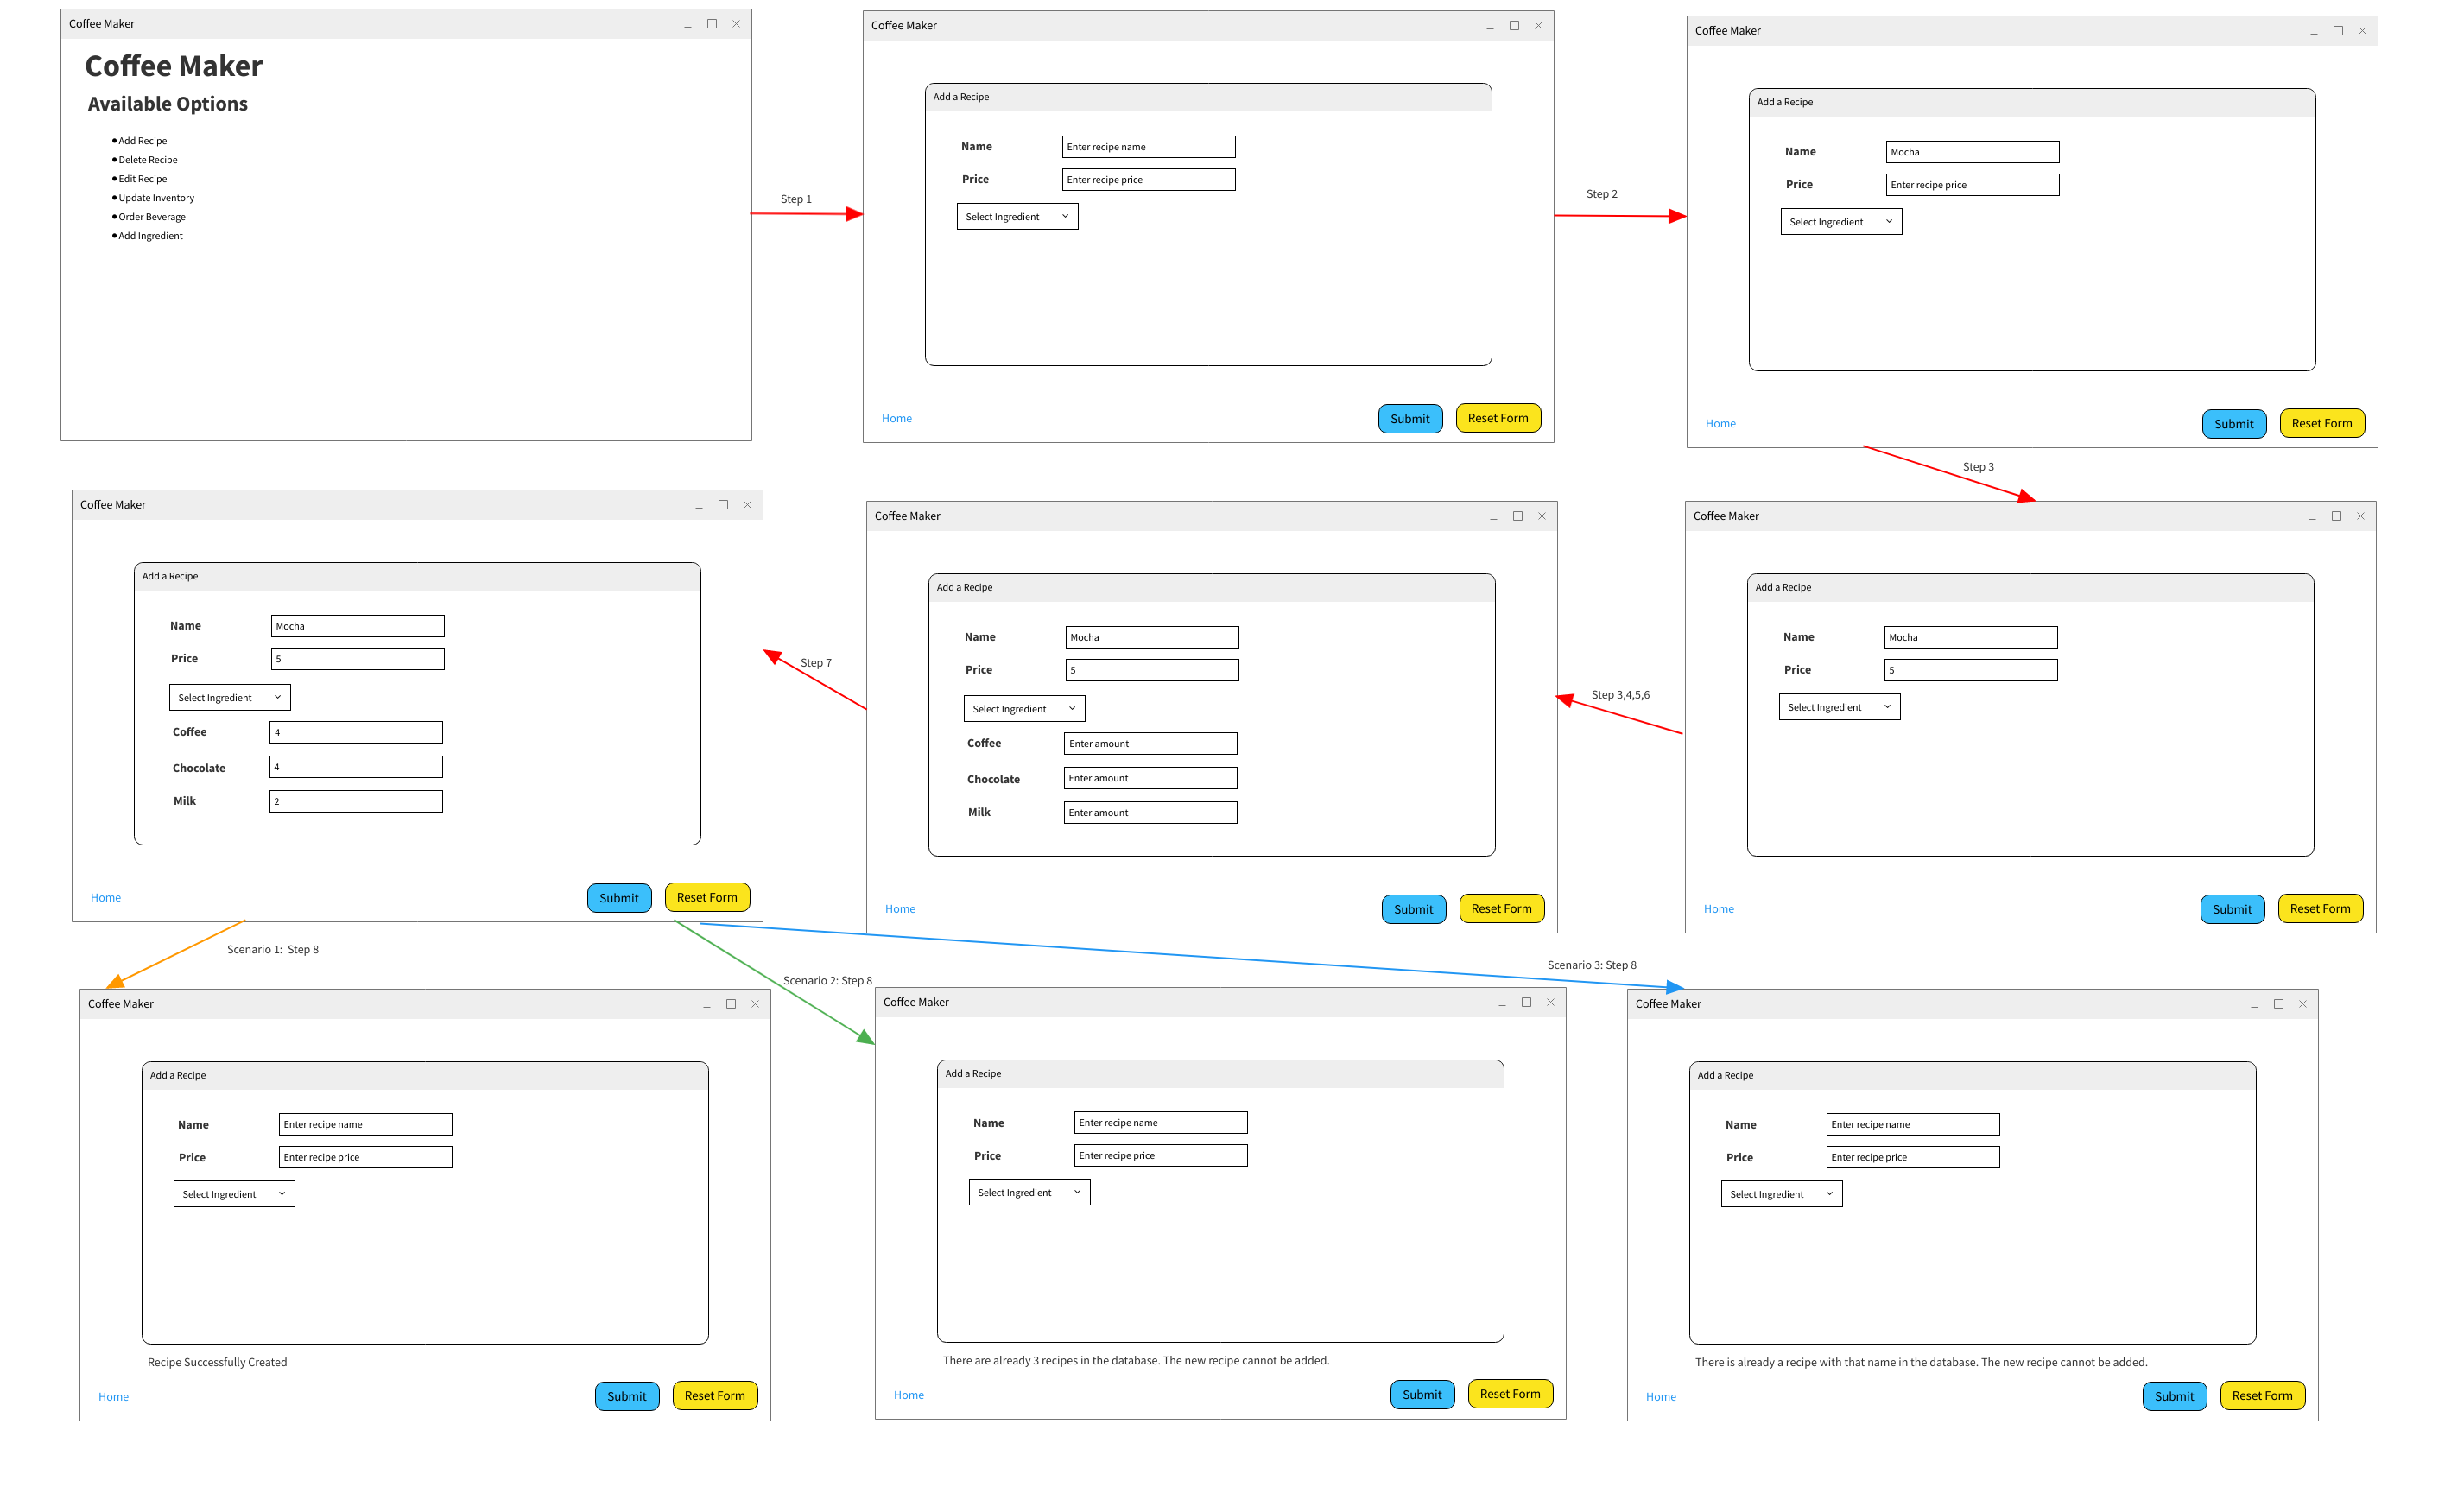 Coffee Maker
Coffee Maker
Available Options
Add Recipe
Delete Recipe
Edit Recipe
Update Inventory
Order Beverage
Add Ingredient
Step 1
Coffee Maker
Add a Recipe
Name Enter recipe name
Price Enter recipe price
Select Ingredient
Home Submit Reset Form
Step 2
Coffee Maker
Add a Recipe
Name Mocha
Price Enter recipe price
Select Ingredient
Home Submit Reset Form
Step 3
Coffee Maker
Add a Recipe
Name Mocha
Price 5
Select Ingredient
Home Submit Reset Form
Step 3,4,5,6
Coffee Maker
Add a Recipe
Name Mocha
Price 5
Select Ingredient
Coffee Enter amount
Chocolate Enter amount
Milk Enter amount
Home Submit Reset Form
Step 7
Coffee Maker
Add a Recipe
Name Mocha
Price 5
Select Ingredient
Coffee 4
Chocolate 4
Milk 2
Home Submit Reset Form
Scenario 1: Step 8
Coffee Maker
Add a Recipe
Name Enter recipe name
Price Enter recipe price
Select Ingredient
Recipe Successfully Created
Home Submit Reset Form
Scenario 2: Step 8
Coffee Maker
Add a Recipe
Name Enter recipe name
Price Enter recipe price
Select Ingredient
There are already 3 recipes in the database. The new recipe cannot be added.
Home Submit Reset Form
Scenario 3: Step 8
Coffee Maker
Add a Recipe
Name Enter recipe name
Price Enter recipe price
Select Ingredient
There is already a recipe with that name in the database. The new recipe cannot be added.
Home Submit Reset Form